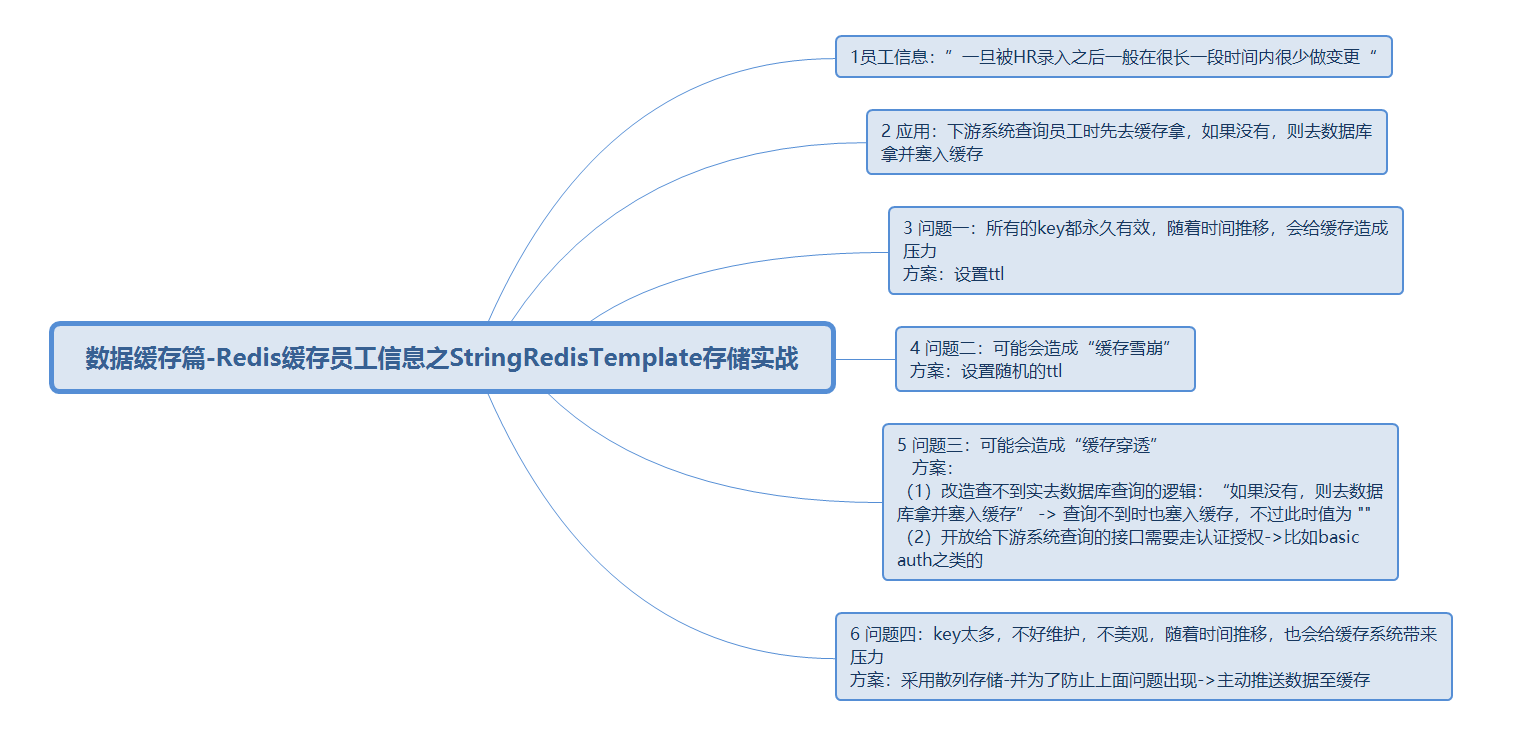 1员工信息：”一旦被HR录入之后一般在很长一段时间内很少做变更“
2 应用：下游系统查询员工时先去缓存拿，如果没有，则去数据库
拿并塞入缓存
3 问题一：所有的key都永久有效，随着时间推移，会给缓存造成
压力
方案：设置ttl
数据缓存篇-Redis缓存员工信息之StringRedisTemplate存储实战
4 问题二：可能会造成“缓存雪崩”
方案：设置随机的ttl
5 问题三：可能会造成“缓存穿透”
方案：
（1）改造查不到实去数据库查询的逻辑：“如果没有，则去数据
库拿并塞入缓存” -> 查询不到时也塞入缓存，不过此时值为 ""
（2）开放给下游系统查询的接口需要走认证授权->比如basic
auth之类的
6 问题四：key太多，不好维护，不美观，随着时间推移，也会给缓存系统带来
压力
方案：采用散列存储-并为了防止上面问题出现->主动推送数据至缓存